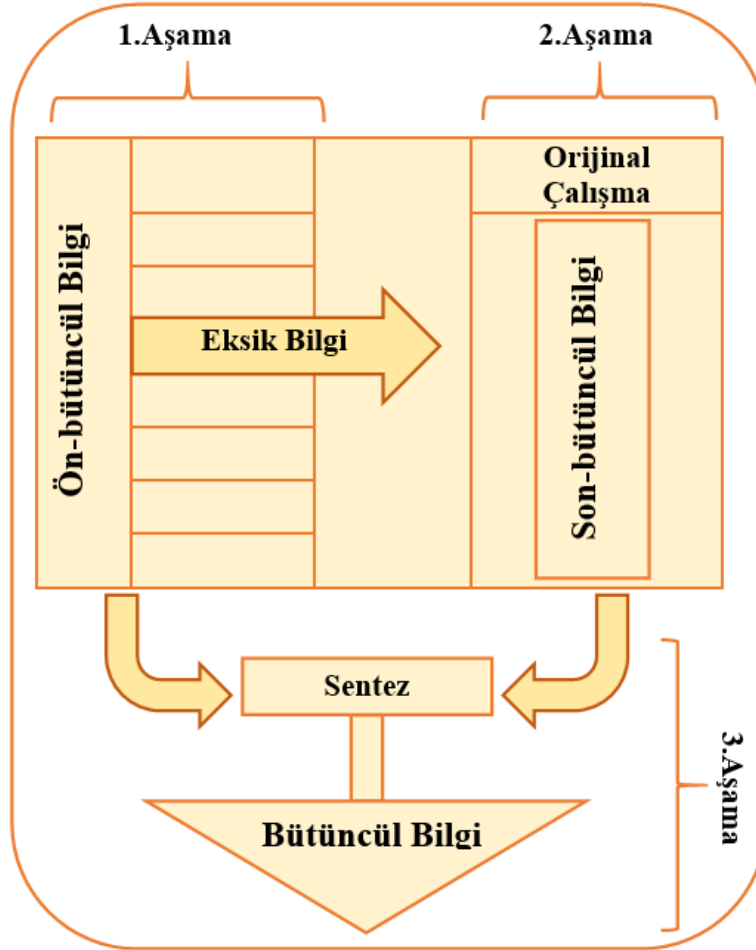 1.Aşama
2.Aşama
Ön-bütüncül Bilgi
Eksik Bilgi
Orijinal
Çalışma
Son-bütüncül Bilgi
Sentez
3.Aşama
Bütüncül Bilgi